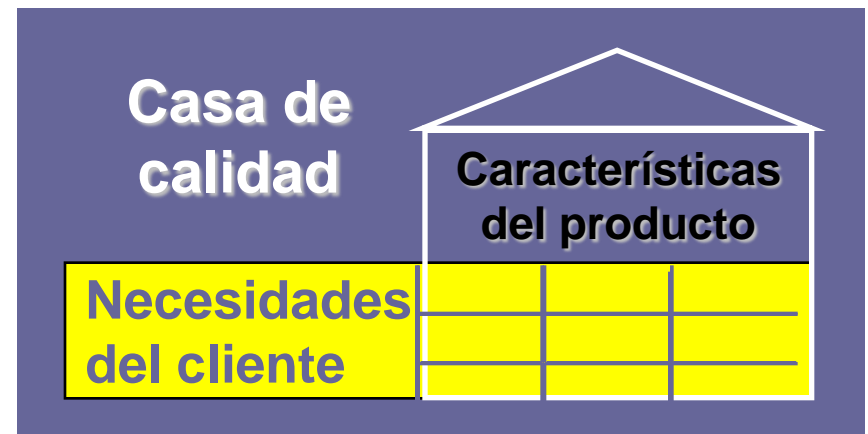 Casa de
calidad
Características
del producto
Necesidades
del cliente